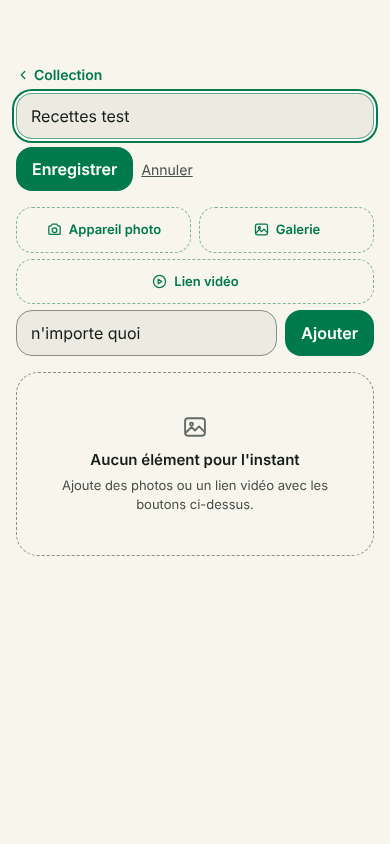 Collection
Recettes test
Enregistrer Annuler
Appareil photo Galerie
Lien vidéo
n'importe quoi Ajouter
Aucun élément pour l'instant
Ajoute des photos ou un lien vidéo avec les
boutons ci-dessus.